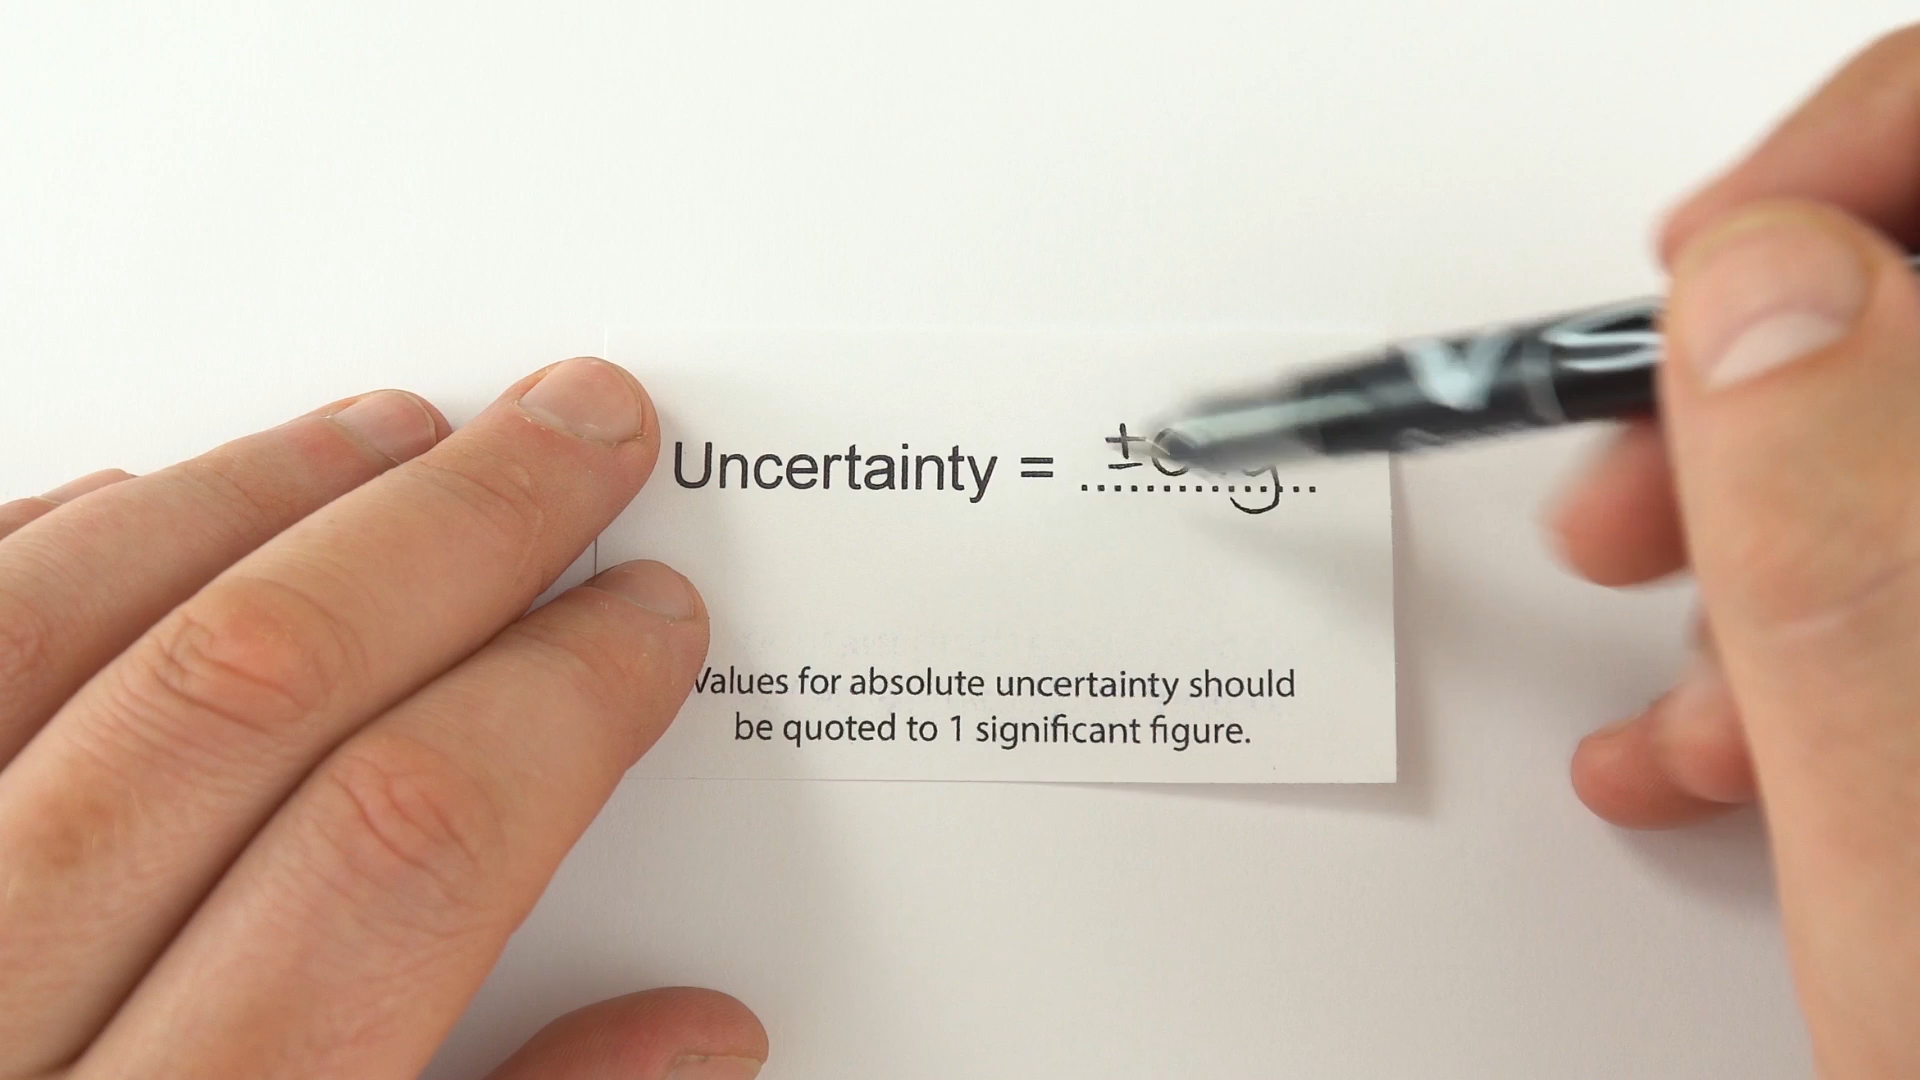 Uncertainty = ±
Values for absolute uncertainty should
be quoted to 1 significant figure.